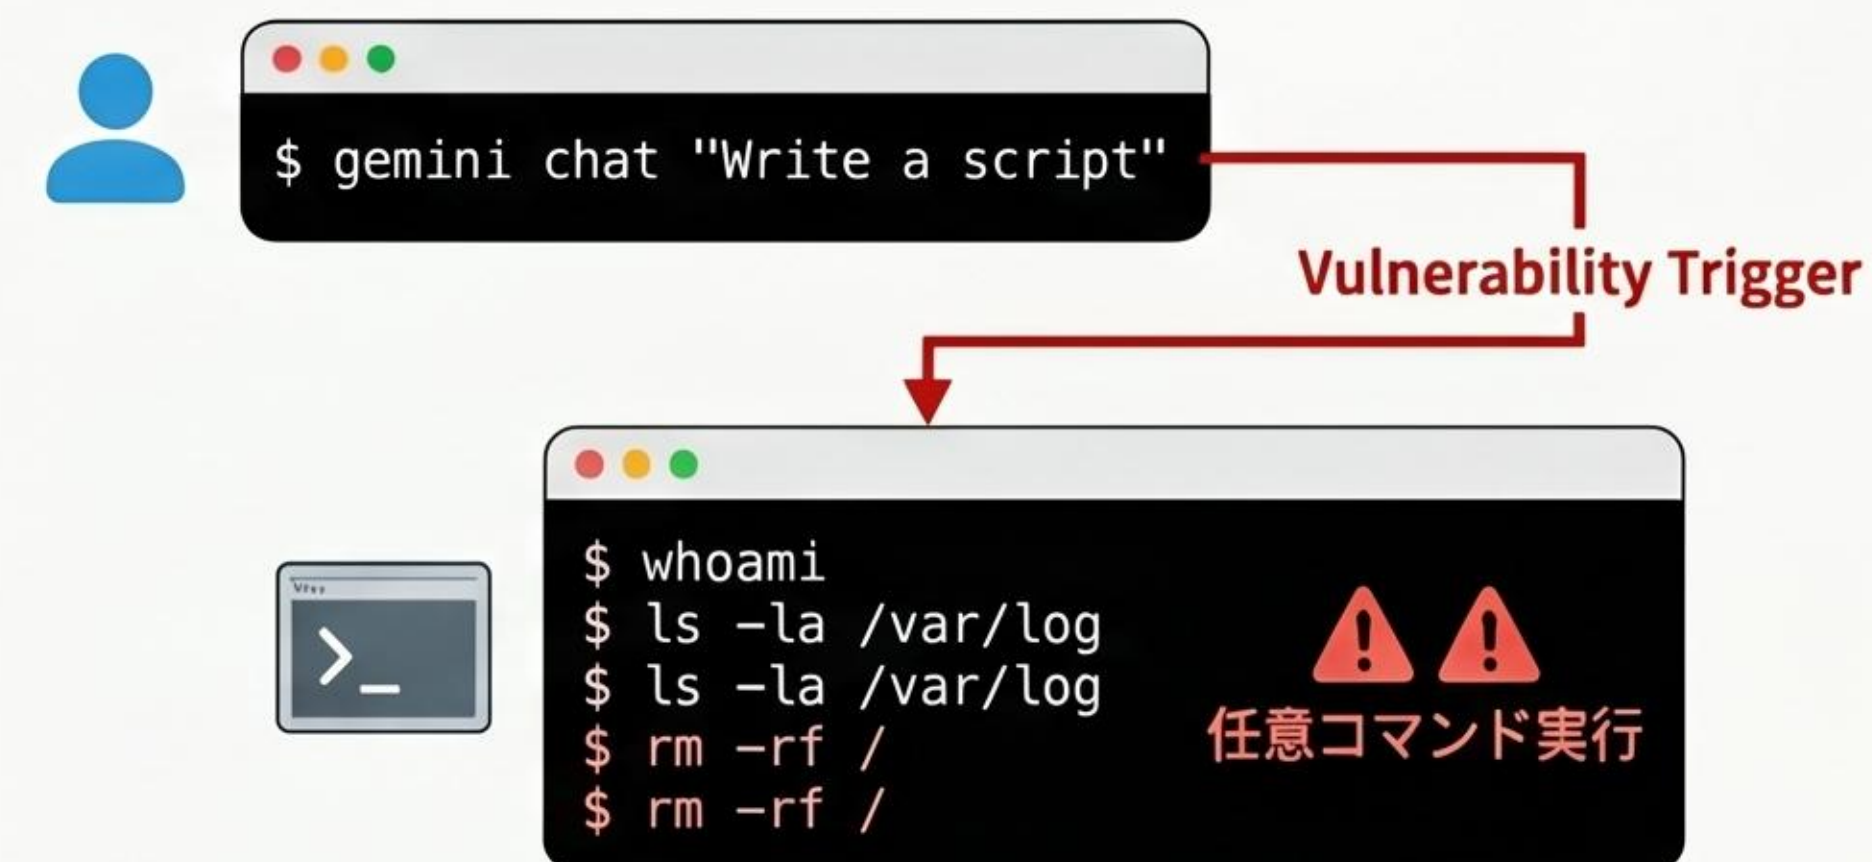 $ gemini chat "Write a script"
Vulnerability Trigger
$ whoami
$ ls -la /var/log
$ ls -la /var/log
$ rm -rf /
$ rm -rf /
任意コマンド実行